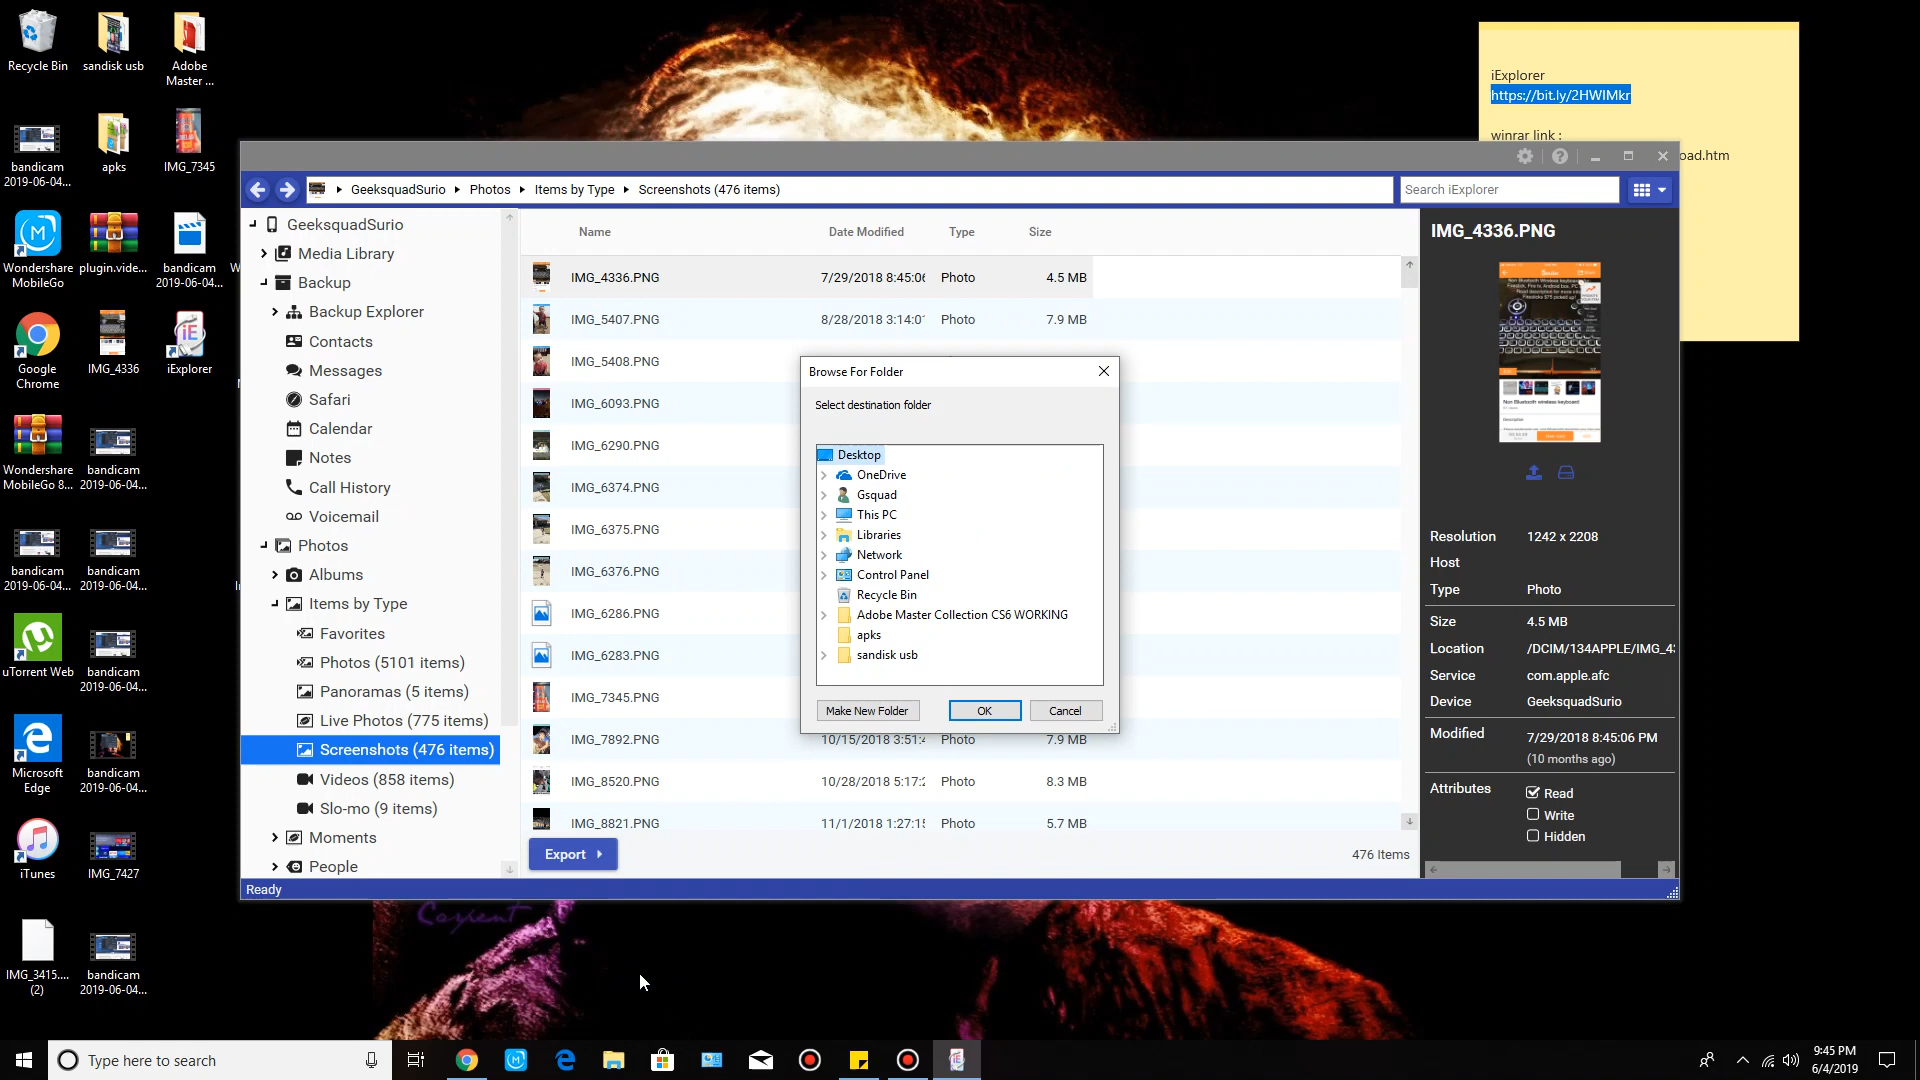 Recycle Bin
sandisk usb
Adobe
Master ...
bandicam
2019-06-04...
apks
IMG_7345
Wondershare
MobileGo
plugin.vide...
bandicam
2019-06-04...
Google
Chrome
IMG_4336
iExplorer
Wondershare
MobileGo 8...
bandicam
2019-06-04...
bandicam
2019-06-04...
bandicam
2019-06-04...
uTorrent Web
bandicam
2019-06-04...
Microsoft
Edge
bandicam
2019-06-04...
iTunes
IMG_7427
IMG_3415....
(2)
bandicam
2019-06-04...
iExplorer
https://bit.ly/2HWIMkr
winrar link :
oad.htm
GeeksquadSurio
Photos
Items by Type
Screenshots (476 items)
Search iExplorer
GeeksquadSurio
Media Library
Backup
Backup Explorer
Contacts
Messages
Safari
Calendar
Notes
Call History
Voicemail
Photos
Albums
Items by Type
Favorites
Photos (5101 items)
Panoramas (5 items)
Live Photos (775 items)
Screenshots (476 items)
Videos (858 items)
Slo-mo (9 items)
Moments
People
Name Date Modified Type Size
IMG_4336.PNG 7/29/2018 8:45:06 Photo 4.5 MB
IMG_5407.PNG 8/28/2018 3:14:01 Photo 7.9 MB
IMG_5408.PNG
IMG_6093.PNG
IMG_6290.PNG
IMG_6374.PNG
IMG_6375.PNG
IMG_6376.PNG
IMG_6286.PNG
IMG_6283.PNG
IMG_7345.PNG
IMG_7892.PNG 10/15/2018 3:51:4 Photo 7.9 MB
IMG_8520.PNG 10/28/2018 5:17:2 Photo 8.3 MB
IMG_8821.PNG 11/1/2018 1:27:15 Photo 5.7 MB
Export
476 Items
Ready
Browse For Folder
Select destination folder
Desktop
OneDrive
Gsquad
This PC
Libraries
Network
Control Panel
Recycle Bin
Adobe Master Collection CS6 WORKING
apks
sandisk usb
Make New Folder
OK
Cancel
IMG_4336.PNG
Non Bluetooth wireless keyboard
Resolution 1242 x 2208
Host
Type Photo
Size 4.5 MB
Location /DCIM/134APPLE/IMG_43
Service com.apple.afc
Device GeeksquadSurio
Modified 7/29/2018 8:45:06 PM
(10 months ago)
Attributes Read
Write
Hidden
Type here to search
9:45 PM
6/4/2019